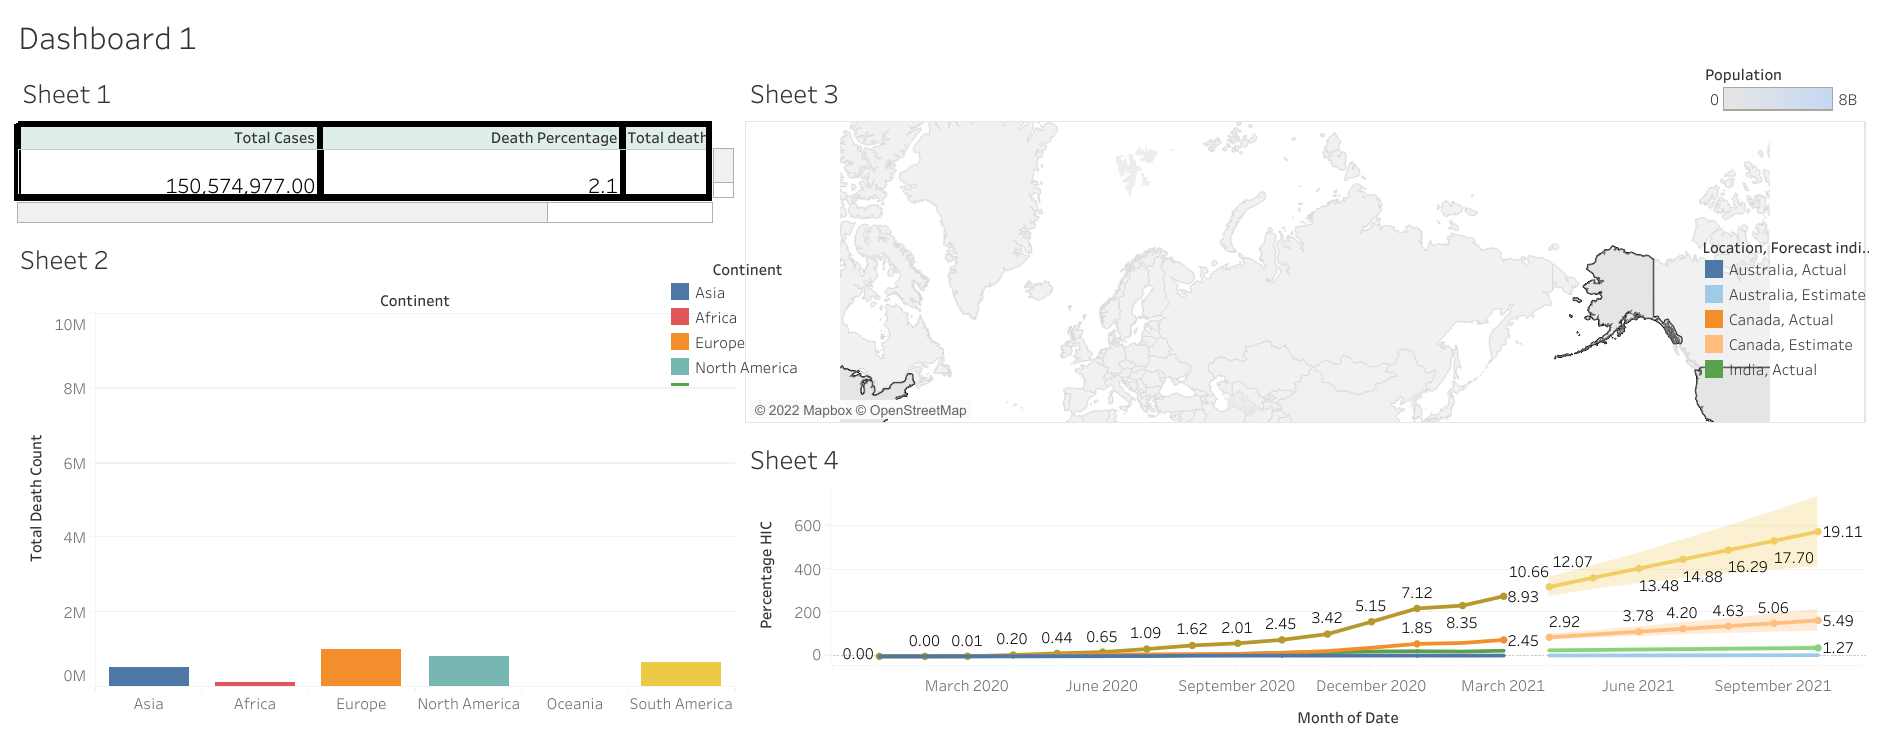 Dashboard 1
Sheet 1
Total Cases
Death Percentage
Total death
150,574,977.00
2.1
Sheet 2
Continent
Continent
Asia
Africa
Europe
North America
10M
8M
6M
4M
2M
0M
Total Death Count
Asia
Africa
Europe
North America
Oceania
South America
Sheet 3
Population
0
8B
Location, Forecast indi..
Australia, Actual
Australia, Estimate
Canada, Actual
Canada, Estimate
India, Actual
© 2022 Mapbox © OpenStreetMap
Sheet 4
Percentage HIC
600
400
200
0
0.00
0.00
0.01
0.20
0.44
0.65
1.09
1.62
2.01
2.45
3.42
5.15
7.12
8.35
8.93
10.66
12.07
13.48
14.88
16.29
17.70
19.11
1.85
2.45
2.92
3.78
4.20
4.63
5.06
5.49
1.27
March 2020
June 2020
September 2020
December 2020
March 2021
June 2021
September 2021
Month of Date